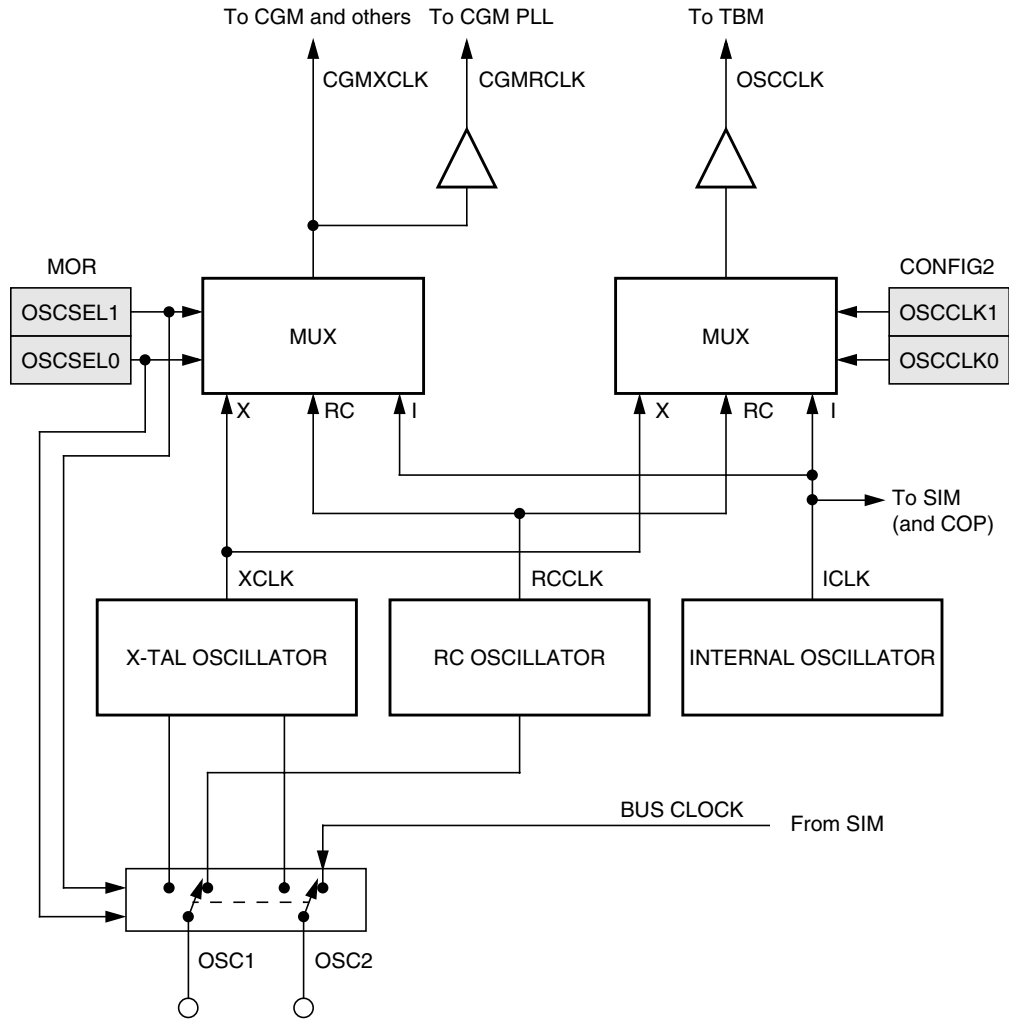 To CGM and others
To CGM PLL
To TBM
CGMXCLK
CGMRCLK
OSCCLK
MOR
CONFIG2
OSCSEL1
OSCSEL0
MUX
MUX
OSCCLK1
OSCCLK0
X
RC
I
X
RC
I
To SIM
(and COP)
XCLK
RCCLK
ICLK
X-TAL OSCILLATOR
RC OSCILLATOR
INTERNAL OSCILLATOR
BUS CLOCK
From SIM
OSC1
OSC2